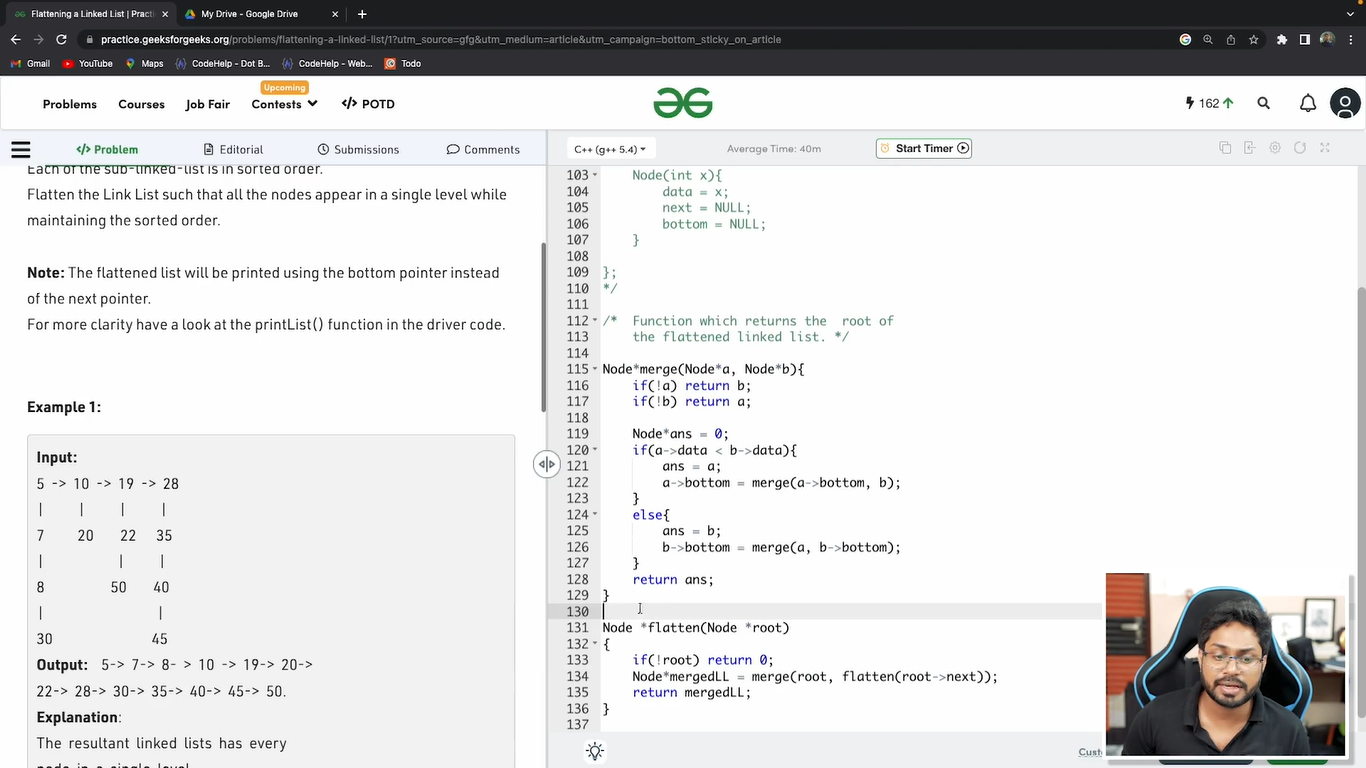 Flattening a Linked List | Practi
My Drive - Google Drive
practice.geeksforgeeks.org/problems/flattening-a-linked-list/1?utm_source=gfg&utm_medium=article&utm_campaign=bottom_sticky_on_article
Gmail YouTube Maps CodeHelp - Dot B... CodeHelp - Web... Todo
Upcoming
Problems Courses Job Fair Contests </> POTD 162
</> Problem Editorial Submissions Comments
C++ (g++ 5.4) Average Time: 40m Start Timer
Each of the sub-linked-list is in sorted order.
Flatten the Link List such that all the nodes appear in a single level while
maintaining the sorted order.
Note: The flattened list will be printed using the bottom pointer instead
of the next pointer.
For more clarity have a look at the printList() function in the driver code.
Example 1:
Input:
5 -> 10 -> 19 -> 28
| | | |
7 20 22 35
| | |
8 50 40
| |
30 45
Output: 5-> 7-> 8- > 10 -> 19-> 20->
22-> 28-> 30-> 35-> 40-> 45-> 50.
Explanation:
The resultant linked lists has every
node in a single level.
103 Node(int x){
104 data = x;
105 next = NULL;
106 bottom = NULL;
107 }
108
109 };
110 */
111
112 /* Function which returns the root of
113 the flattened linked list. */
114
115 Node*merge(Node*a, Node*b){
116 if(!a) return b;
117 if(!b) return a;
118
119 Node*ans = 0;
120 if(a->data < b->data){
121 ans = a;
122 a->bottom = merge(a->bottom, b);
123 }
124 else{
125 ans = b;
126 b->bottom = merge(a, b->bottom);
127 }
128 return ans;
129 }
130
131 Node *flatten(Node *root)
132 {
133 if(!root) return 0;
134 Node*mergedLL = merge(root, flatten(root->next));
135 return mergedLL;
136 }
137
Custo